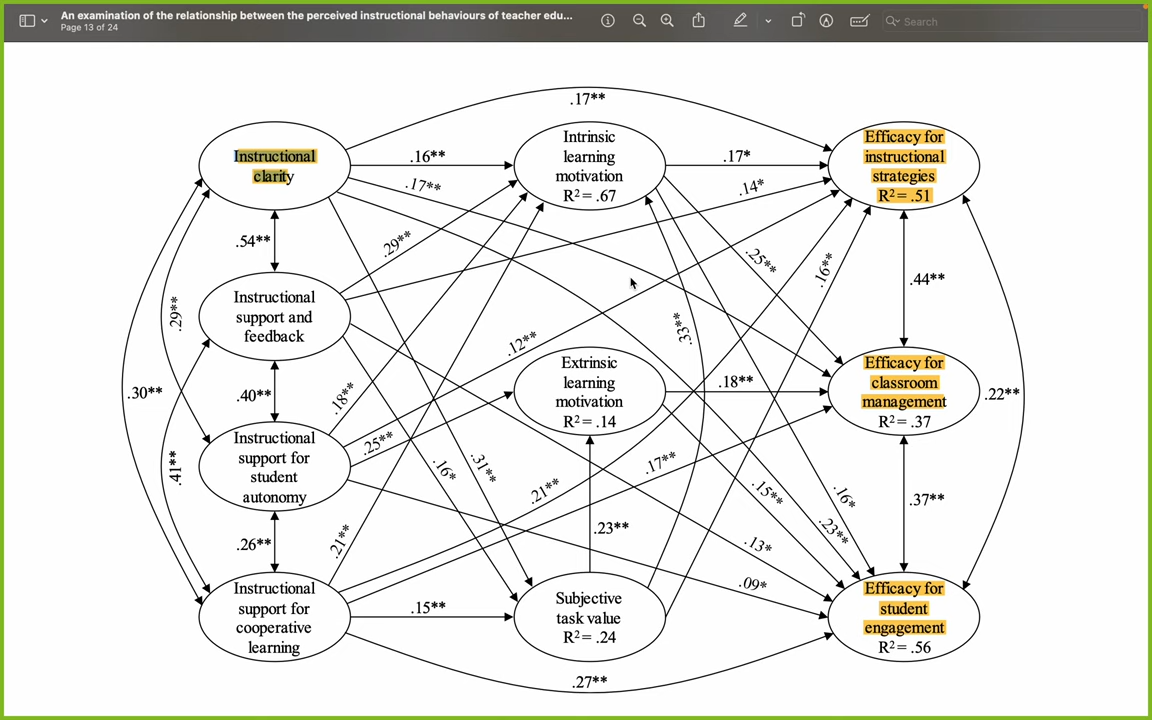 An examination of the relationship between the perceived instructional behaviours of teacher edu...
Page 13 of 24
Search
.17**
Instructional
clarity
.16**
.17**
Intrinsic
learning
motivation
R² = .67
.17*
.14*
Efficacy for
instructional
strategies
R² = .51
.54**
.29**
.25**
.16**
.44**
Instructional
support and
feedback
.29**
.33**
.12**
.30**
.40**
.18**
Extrinsic
learning
motivation
R² = .14
.18**
Efficacy for
classroom
management
R² = .37
.22**
.41**
Instructional
support for
student
autonomy
.25**
.16*
.31**
.17**
.21**
.15**
.16*
.37**
.26**
.21**
.23**
.23**
.13*
.09*
Instructional
support for
cooperative
learning
.15**
Subjective
task value
R² = .24
Efficacy for
student
engagement
R² = .56
.27**